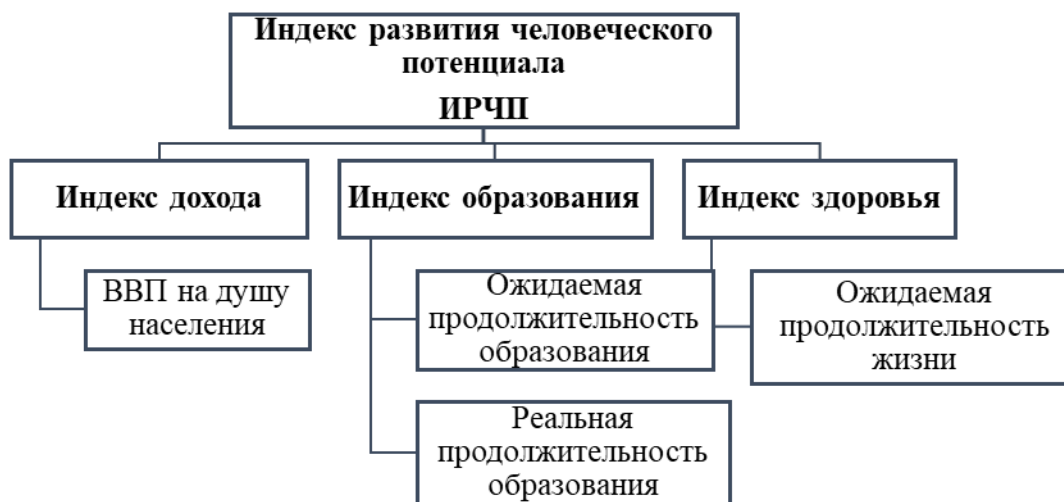 Индекс развития человеческого
потенциала
ИРЧП
Индекс дохода
Индекс образования
Индекс здоровья
ВВП на душу
населения
Ожидаемая
продолжительность
образования
Ожидаемая
продолжительность
жизни
Реальная
продолжительность
образования